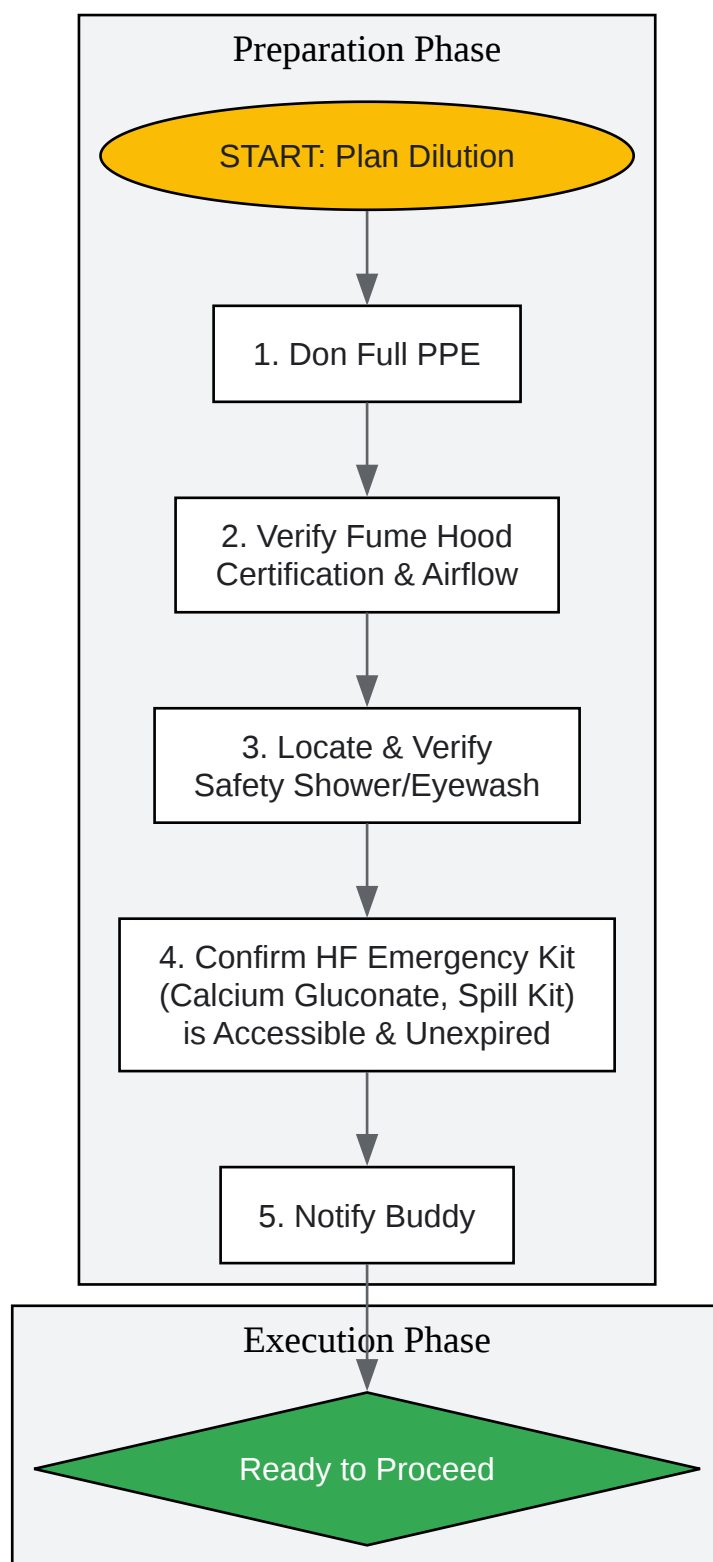 Preparation Phase
START: Plan Dilution
1. Don Full PPE
2. Verify Fume Hood
Certification & Airflow
3. Locate & Verify
Safety Shower/Eyewash
4. Confirm HF Emergency Kit
(Calcium Gluconate, Spill Kit)
is Accessible & Unexpired
5. Notify Buddy
Execution Phase
Ready to Proceed